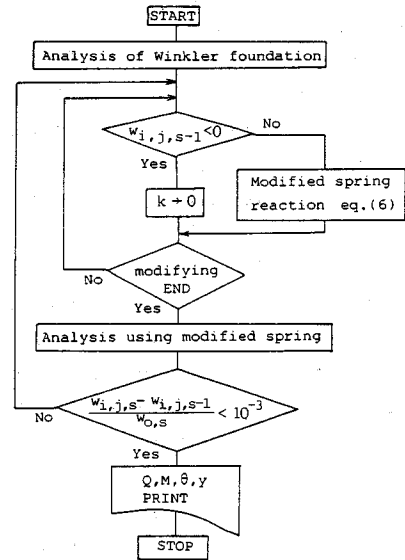 START
Analysis of Winkler foundation
w_{i,j,s-1}<0
No
Yes
k → 0
Modified spring
reaction eq.(6)
modifying
END
No
Yes
Analysis using modified spring
\frac{w_{i,j,s} - w_{i,j,s-1}}{w_{o,s}} < 10^{-3}
No
Yes
Q,M,θ,y
PRINT
STOP